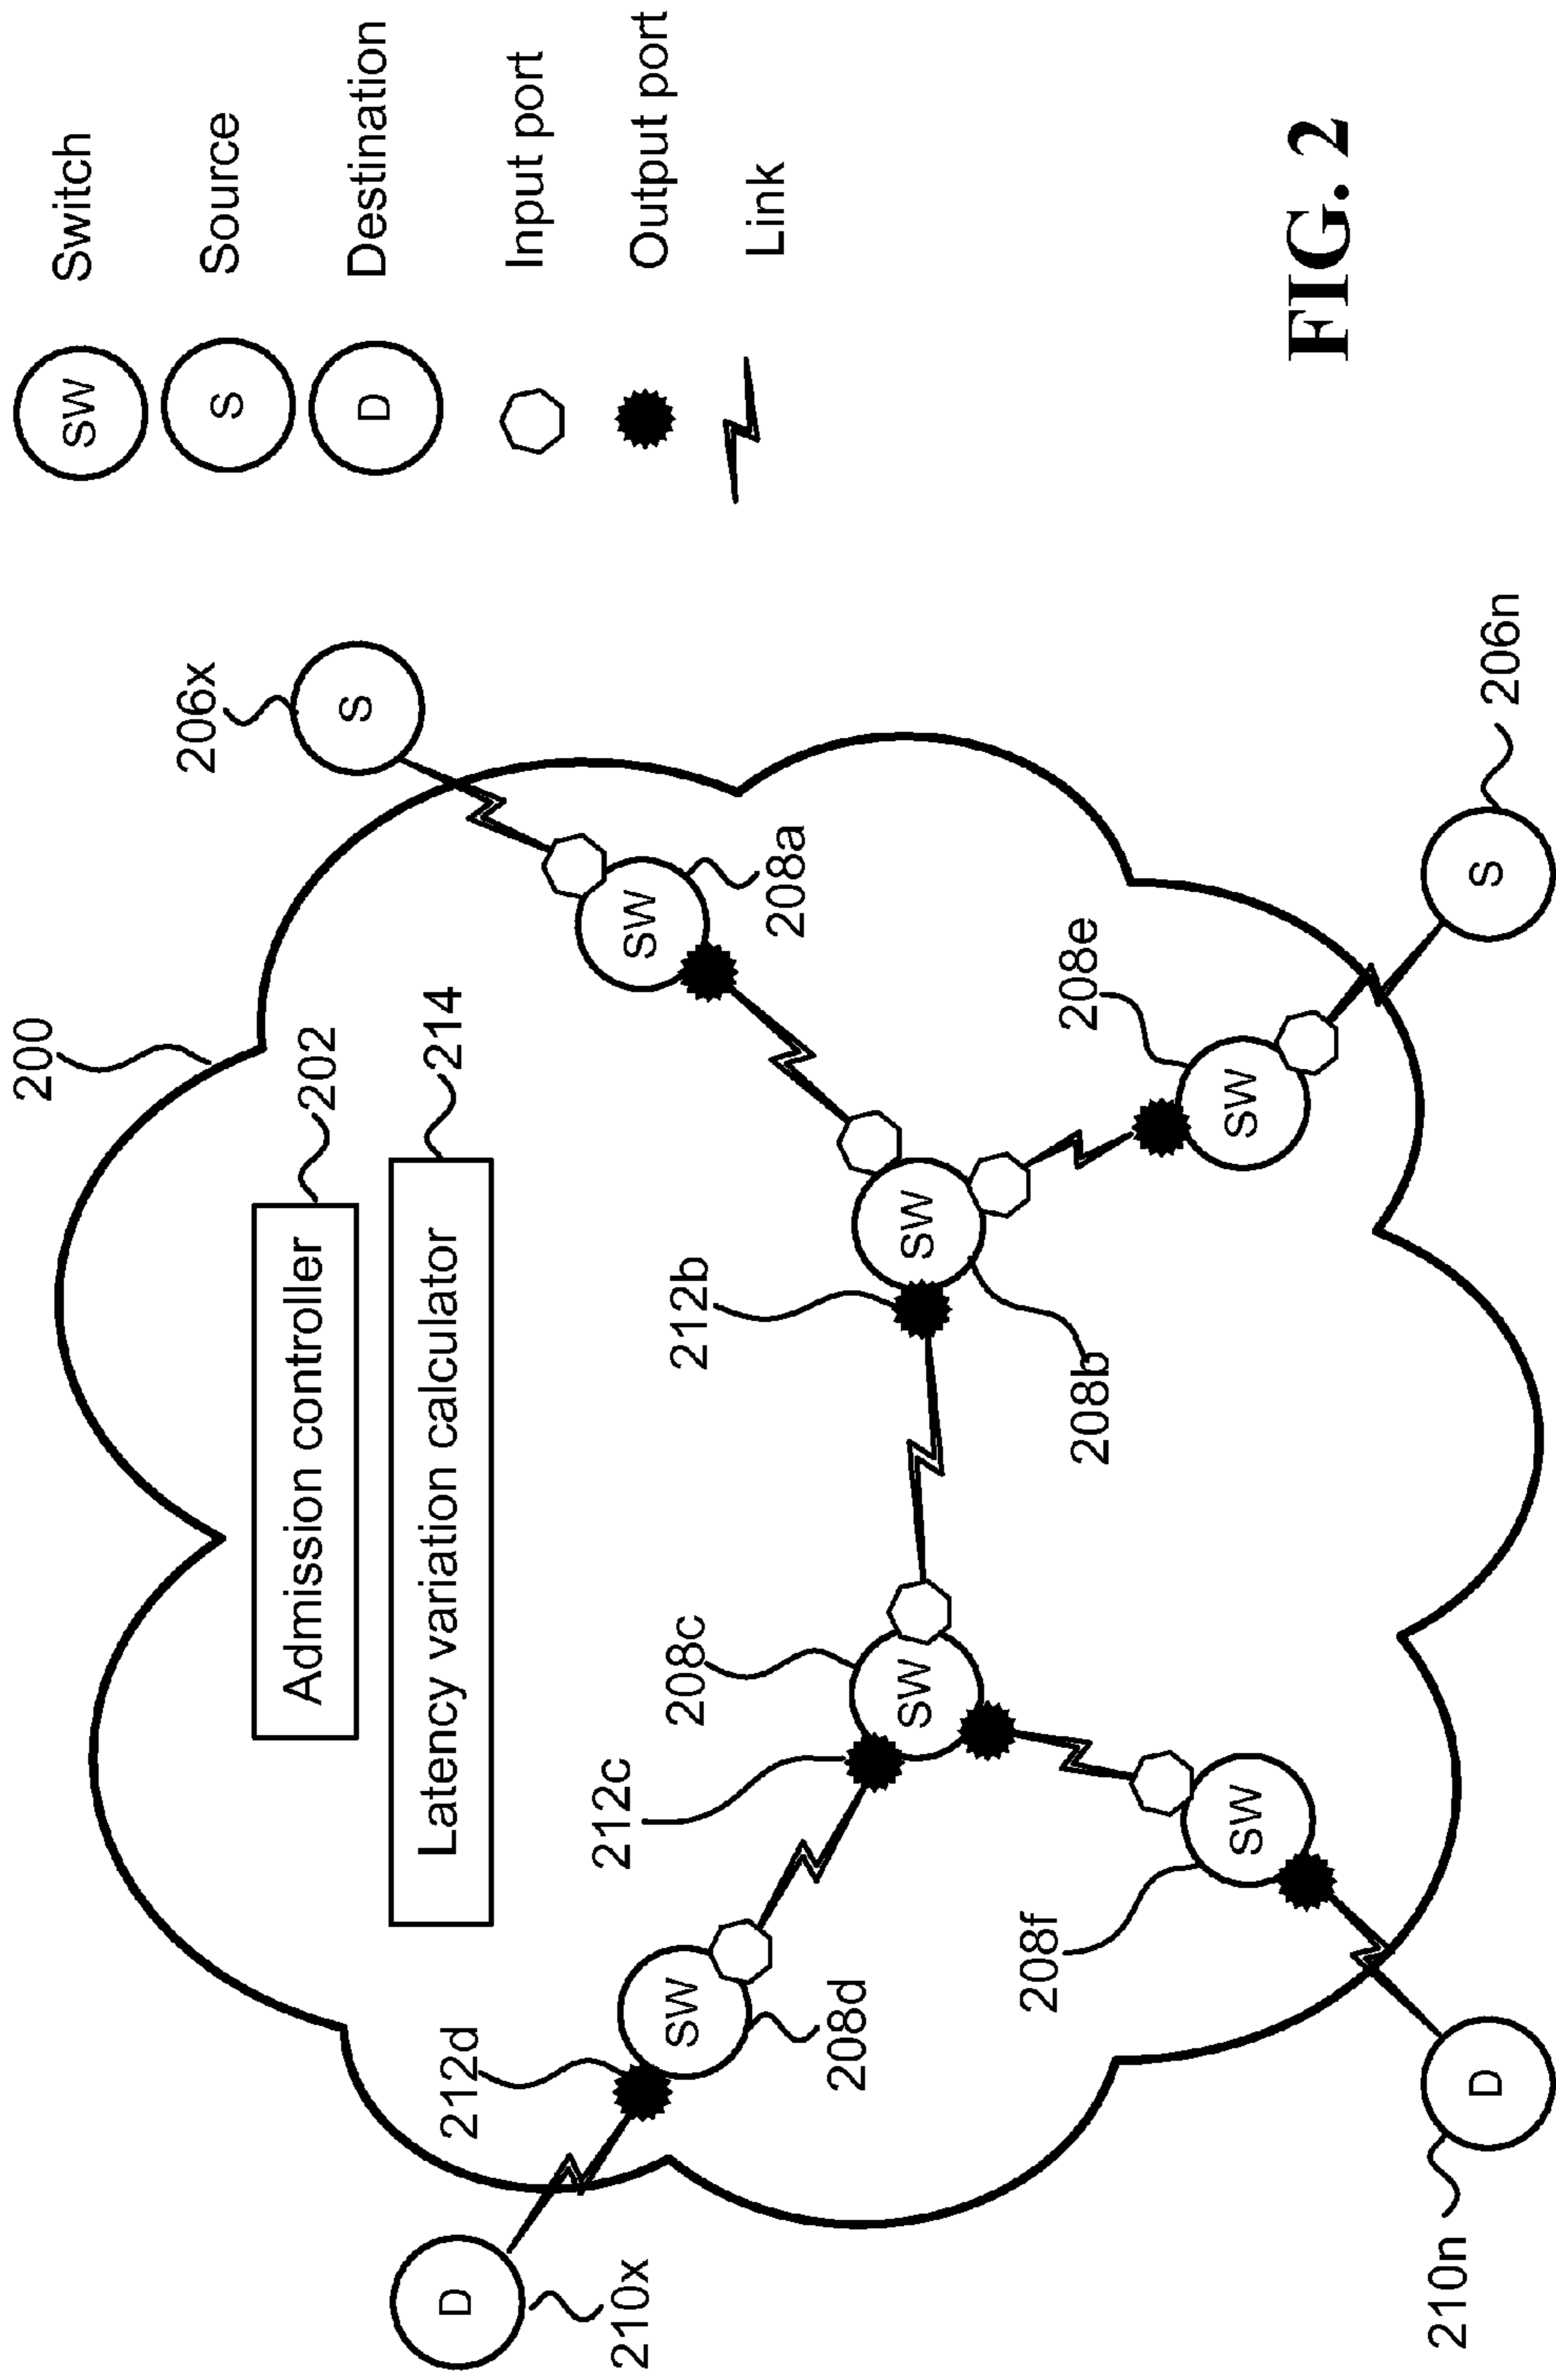 200
Admission controller
202
Latency variation calculator
214
D
210x
212d
SW
208d
212c
208c
SW
212b
SW
208b
SW
208a
206x
S
208f
SW
208e
SW
210n
D
S
206n
SW
Switch
S
Source
D
Destination
Input port
Output port
Link
FIG. 2